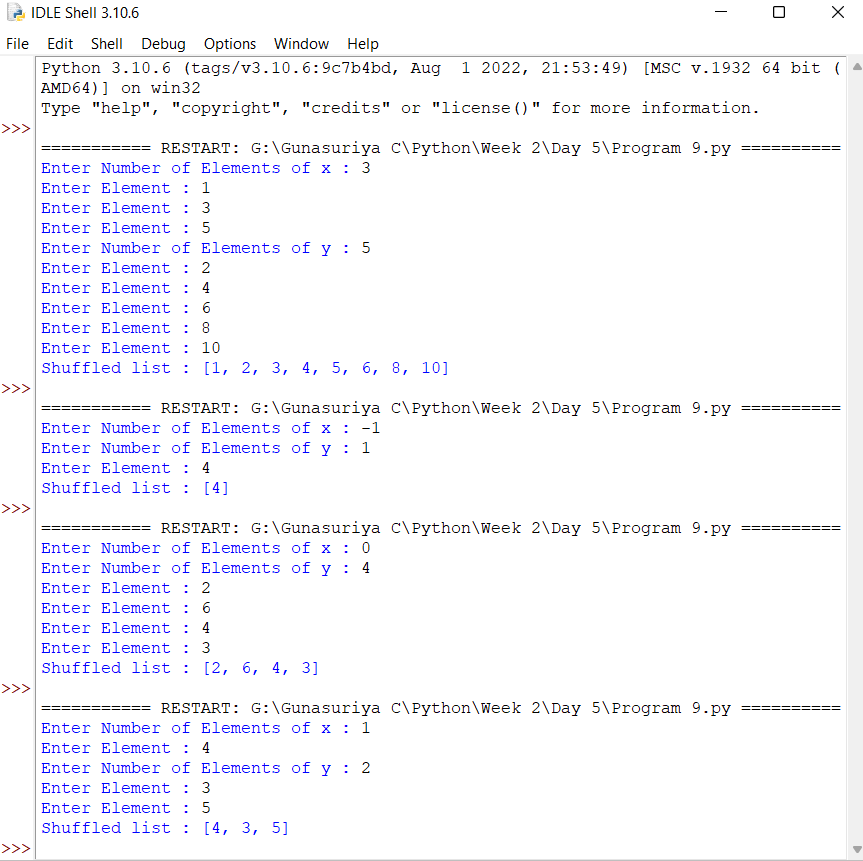 IDLE Shell 3.10.6
File Edit Shell Debug Options Window Help
Python 3.10.6 (tags/v3.10.6:9c7b4bd, Aug  1 2022, 21:53:49) [MSC v.1932 64 bit (
AMD64)] on win32
Type "help", "copyright", "credits" or "license()" for more information.
>>>
=========== RESTART: G:\Gunasuriya C\Python\Week 2\Day 5\Program 9.py ==========
Enter Number of Elements of x : 3
Enter Element : 1
Enter Element : 3
Enter Element : 5
Enter Number of Elements of y : 5
Enter Element : 2
Enter Element : 4
Enter Element : 6
Enter Element : 8
Enter Element : 10
Shuffled list : [1, 2, 3, 4, 5, 6, 8, 10]
>>>
=========== RESTART: G:\Gunasuriya C\Python\Week 2\Day 5\Program 9.py ==========
Enter Number of Elements of x : -1
Enter Number of Elements of y : 1
Enter Element : 4
Shuffled list : [4]
>>>
=========== RESTART: G:\Gunasuriya C\Python\Week 2\Day 5\Program 9.py ==========
Enter Number of Elements of x : 0
Enter Number of Elements of y : 4
Enter Element : 2
Enter Element : 6
Enter Element : 4
Enter Element : 3
Shuffled list : [2, 6, 4, 3]
>>>
=========== RESTART: G:\Gunasuriya C\Python\Week 2\Day 5\Program 9.py ==========
Enter Number of Elements of x : 1
Enter Element : 4
Enter Number of Elements of y : 2
Enter Element : 3
Enter Element : 5
Shuffled list : [4, 3, 5]
>>>